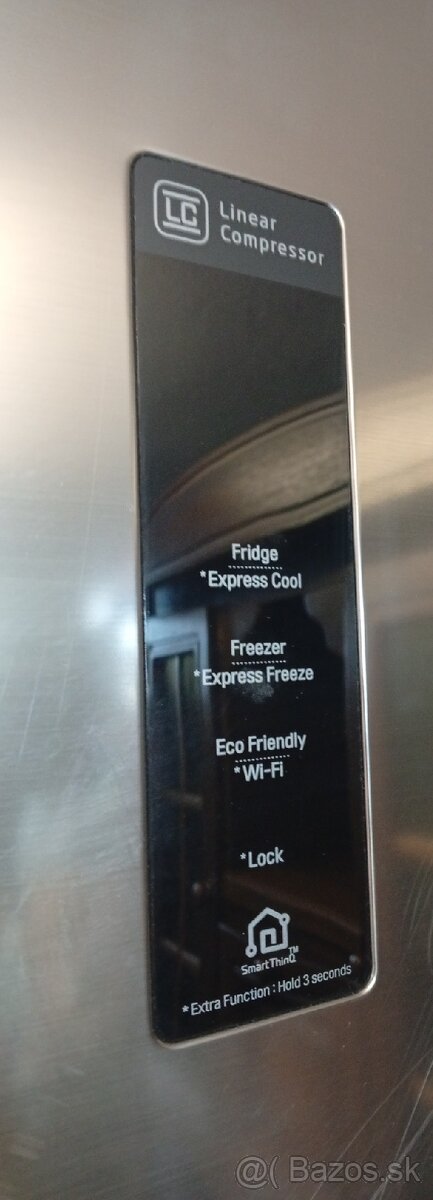 LC
Linear
Compressor
Fridge
*Express Cool
Freezer
*Express Freeze
Eco Friendly
*Wi-Fi
*Lock
SmartThinQ™
*Extra Function : Hold 3 seconds
@( Bazos.sk